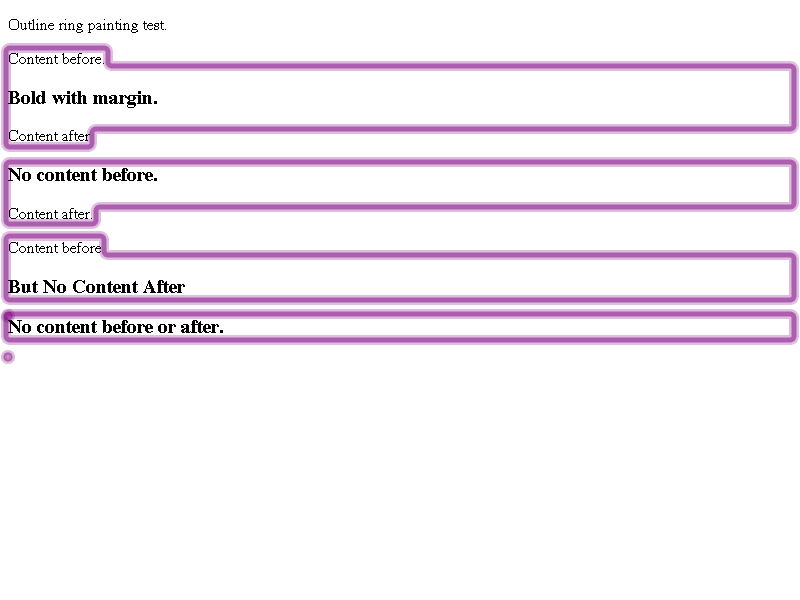 Outline ring painting test.
Content before.
Bold with margin.
Content after
No content before.
Content after.
Content before
But No Content After
No content before or after.